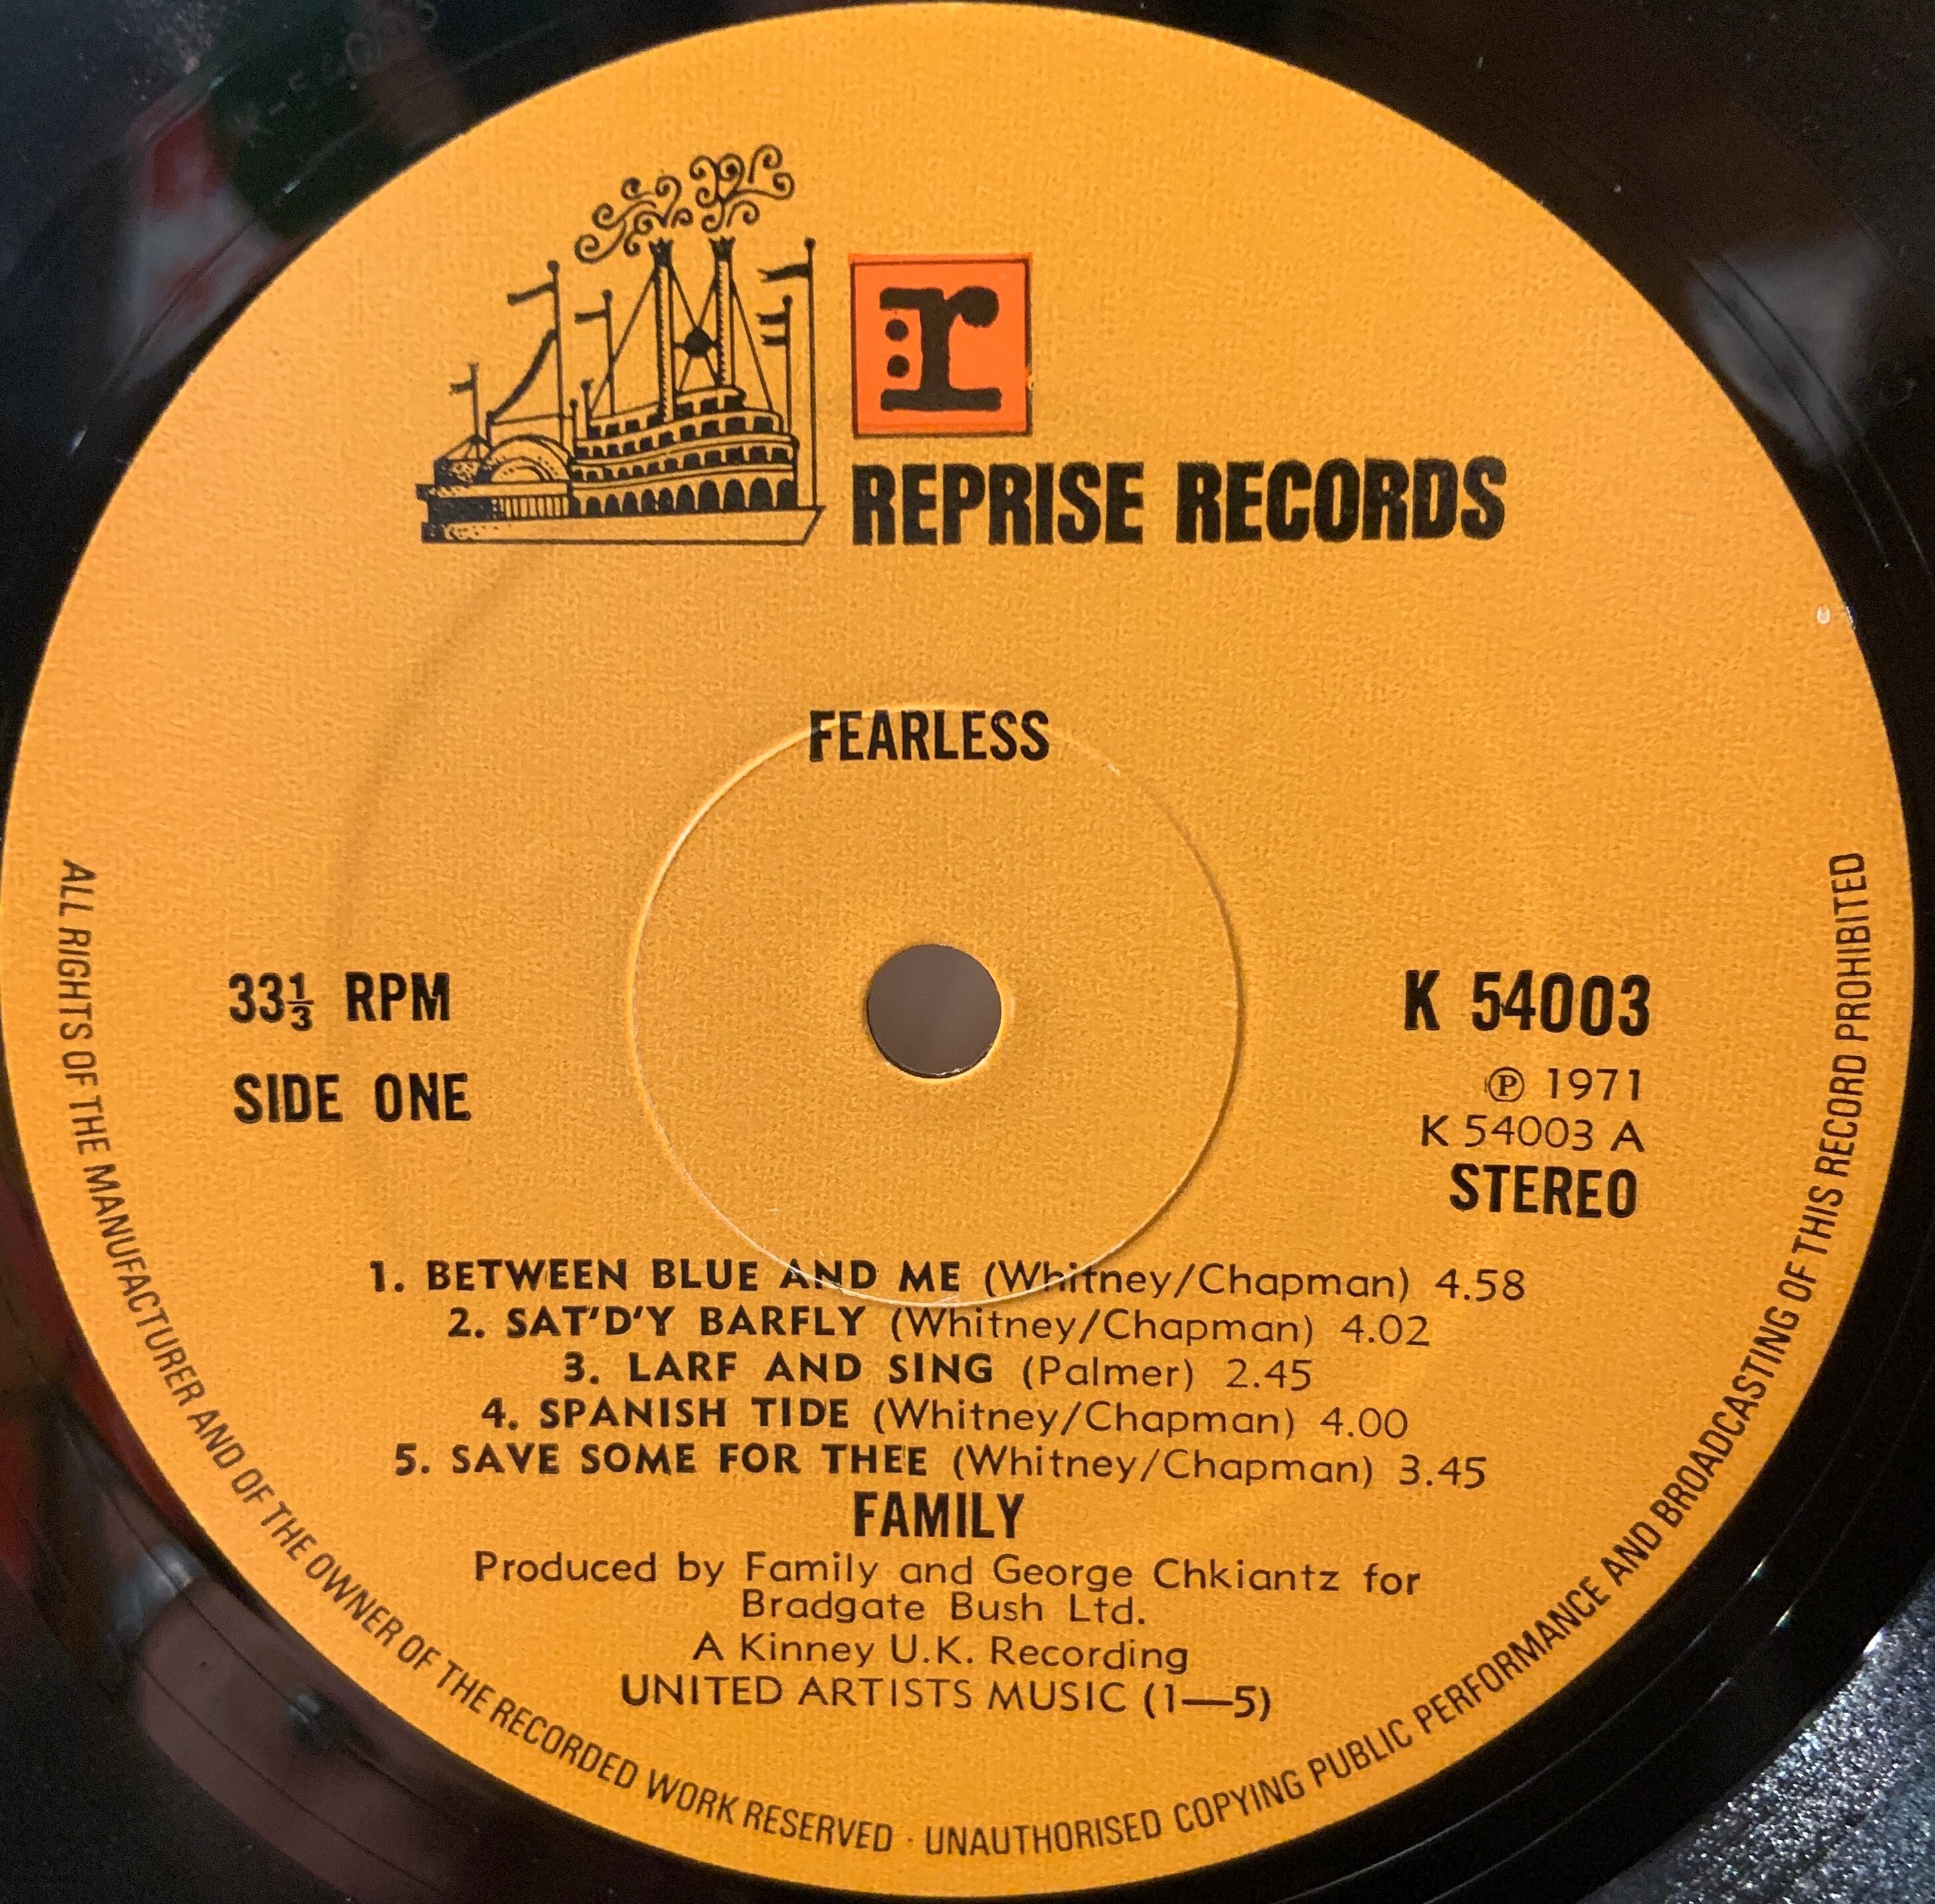 r
REPRISE RECORDS
FEARLESS
33⅓ RPM
SIDE ONE
K 54003
℗ 1971
K 54003 A
STEREO
1. BETWEEN BLUE AND ME (Whitney/Chapman) 4.58
2. SAT'D'Y BARFLY (Whitney/Chapman) 4.02
3. LARF AND SING (Palmer) 2.45
4. SPANISH TIDE (Whitney/Chapman) 4.00
5. SAVE SOME FOR THEE (Whitney/Chapman) 3.45
FAMILY
Produced by Family and George Chkiantz for
Bradgate Bush Ltd.
A Kinney U.K. Recording
UNITED ARTISTS MUSIC (1—5)
ALL RIGHTS OF THE MANUFACTURER AND OF THE OWNER OF THE RECORDED WORK RESERVED · UNAUTHORISED COPYING PUBLIC PERFORMANCE AND BROADCASTING OF THIS RECORD PROHIBITED